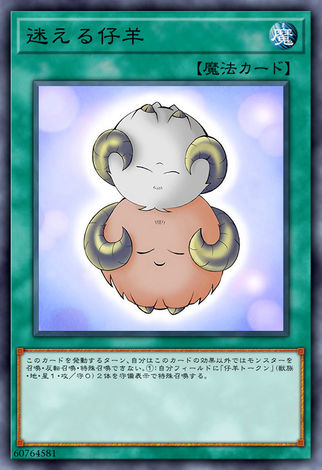 迷える仔羊
魔
【魔法カード】
このカードを発動するターン、自分はこのカードの効果以外ではモンスターを
召喚・反転召喚・特殊召喚できない。①:自分フィールドに「仔羊トークン」(獣族
・地・星1・攻/守0)2体を守備表示で特殊召喚する。
60764581